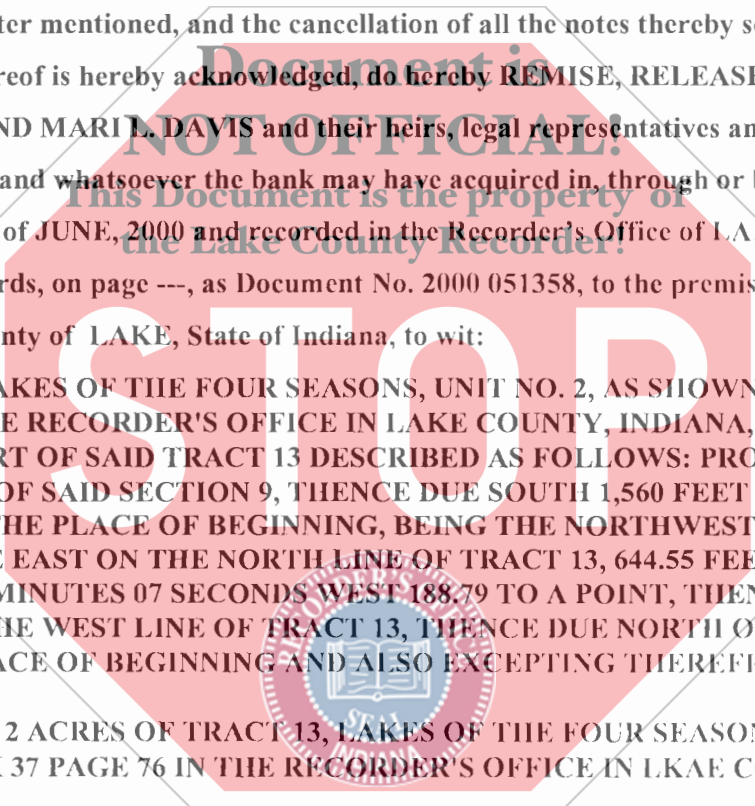 ter mentioned, and the cancellation of all the notes thereby
Document is
reof is hereby acknowledged, do hereby REMISE, RELEASE
NOT OFFICIAL!
ND MARI L. DAVIS and their heirs, legal representatives an
and whatsoever the bank may have acquired in, through or
This Document is the property of
of JUNE, 2000 and recorded in the Recorder's Office of LA
the Lake County Recorder!
rds, on page ---, as Document No. 2000 051358, to the premis
nty of LAKE, State of Indiana, to wit:
STOP
AKES OF THE FOUR SEASONS, UNIT NO. 2, AS SHOWN
E RECORDER'S OFFICE IN LAKE COUNTY, INDIANA,
RT OF SAID TRACT 13 DESCRIBED AS FOLLOWS: PRO
OF SAID SECTION 9, THENCE DUE SOUTH 1,560 FEET
THE PLACE OF BEGINNING, BEING THE NORTHWEST
E EAST ON THE NORTH LINE OF TRACT 13, 644.55 FEE
MINUTES 07 SECONDS WEST 188.79 TO A POINT, THEN
HE WEST LINE OF TRACT 13, THENCE DUE NORTH O
ACE OF BEGINNING AND ALSO EXCEPTING THEREF
RECORDER'S OFFICE
SEAL
INDIANA
2 ACRES OF TRACT 13, LAKES OF THE FOUR SEASON
37 PAGE 76 IN THE RECORDER'S OFFICE IN LKAE C